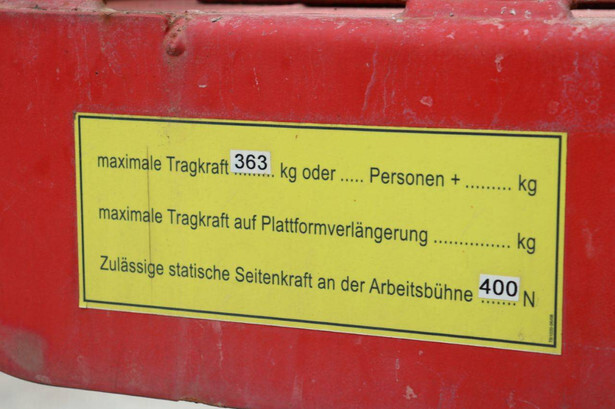 maximale Tragkraft 363 kg oder ..... Personen + ......... kg
maximale Tragkraft auf Plattformverlängerung ............... kg
Zulässige statische Seitenkraft an der Arbeitsbühne 400 N